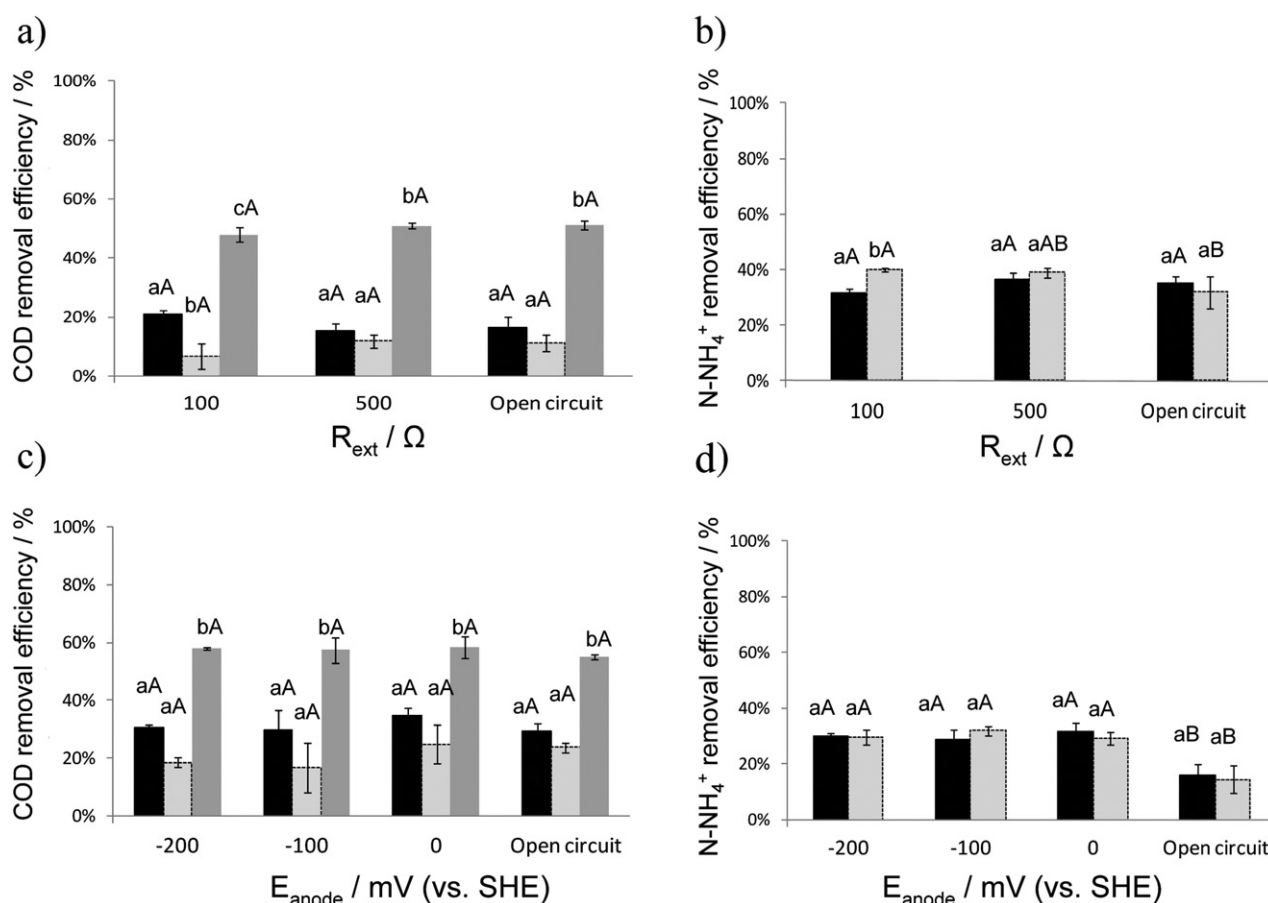 a)
COD removal efficiency / %
100%
80%
60%
40%
20%
0%
aA
bA
cA
aA
aA
bA
aA
aA
bA
100
500
Open circuit
R_ext / Ω
b)
N-NH₄⁺ removal efficiency / %
100%
80%
60%
40%
20%
0%
aA
bA
aA
aAB
aA
aB
100
500
Open circuit
R_ext / Ω
c)
COD removal efficiency / %
100%
80%
60%
40%
20%
0%
aA
aA
bA
aA
aA
bA
aA
aA
bA
aA
aA
bA
-200
-100
0
Open circuit
E_anode / mV (vs. SHE)
d)
N-NH₄⁺ removal efficiency / %
100%
80%
60%
40%
20%
0%
aA
aA
aA
aA
aA
aA
aB
aB
-200
-100
0
Open circuit
E_anode / mV (vs. SHE)